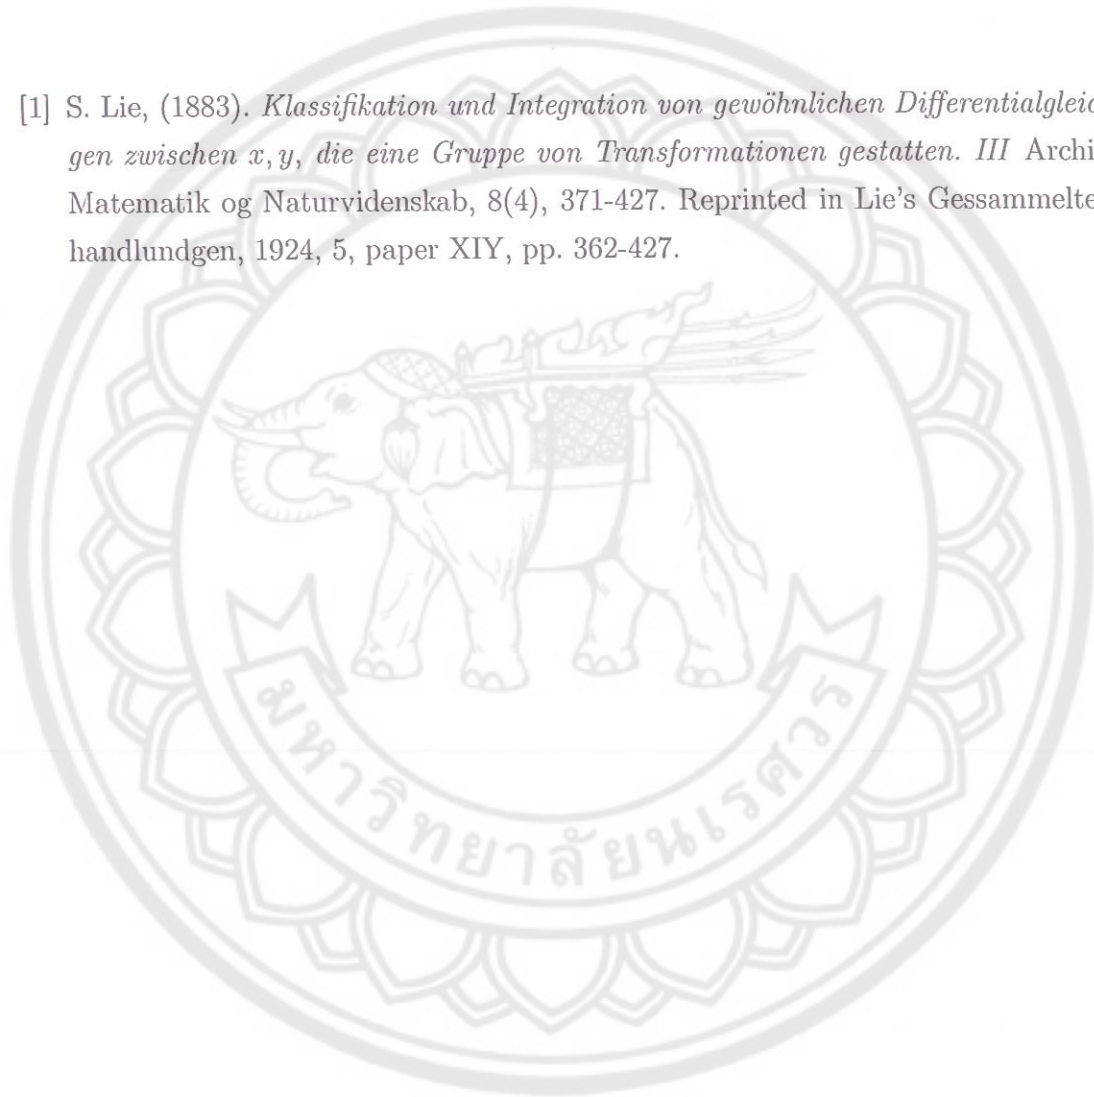 [1] S. Lie, (1883). Klassifikation und Integration von gewöhnlichen Differentialgleic
gen zwischen x, y, die eine Gruppe von Transformationen gestatten. III Archi
Matematik og Naturvidenskab, 8(4), 371-427. Reprinted in Lie's Gessammelte
handlundgen, 1924, 5, paper XIY, pp. 362-427.
มหาวิทยาลัยนเรศวร